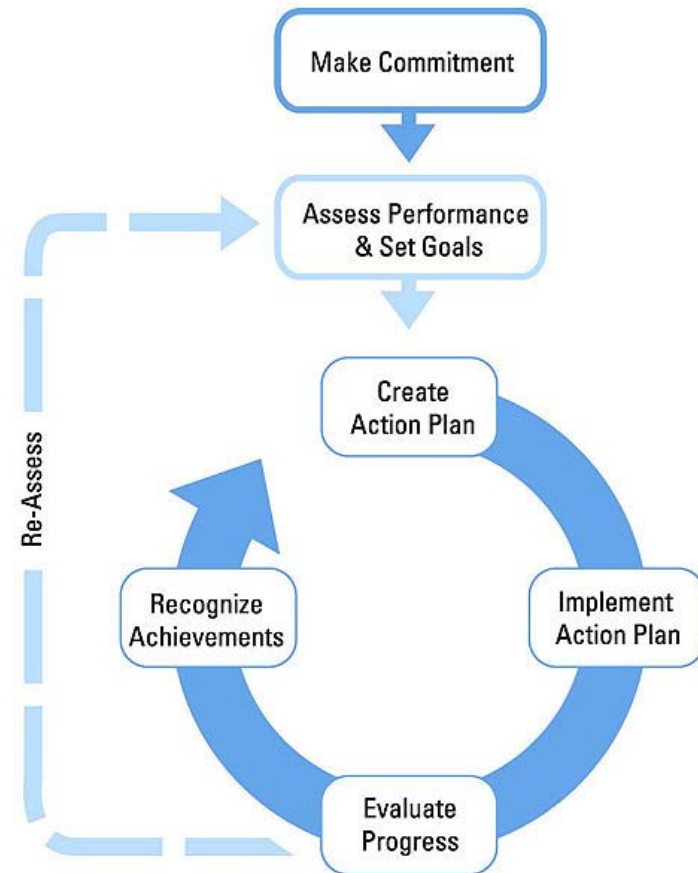 Make Commitment
Assess Performance
& Set Goals
Create
Action Plan
Re-Assess
Recognize
Achievements
Implement
Action Plan
Evaluate
Progress